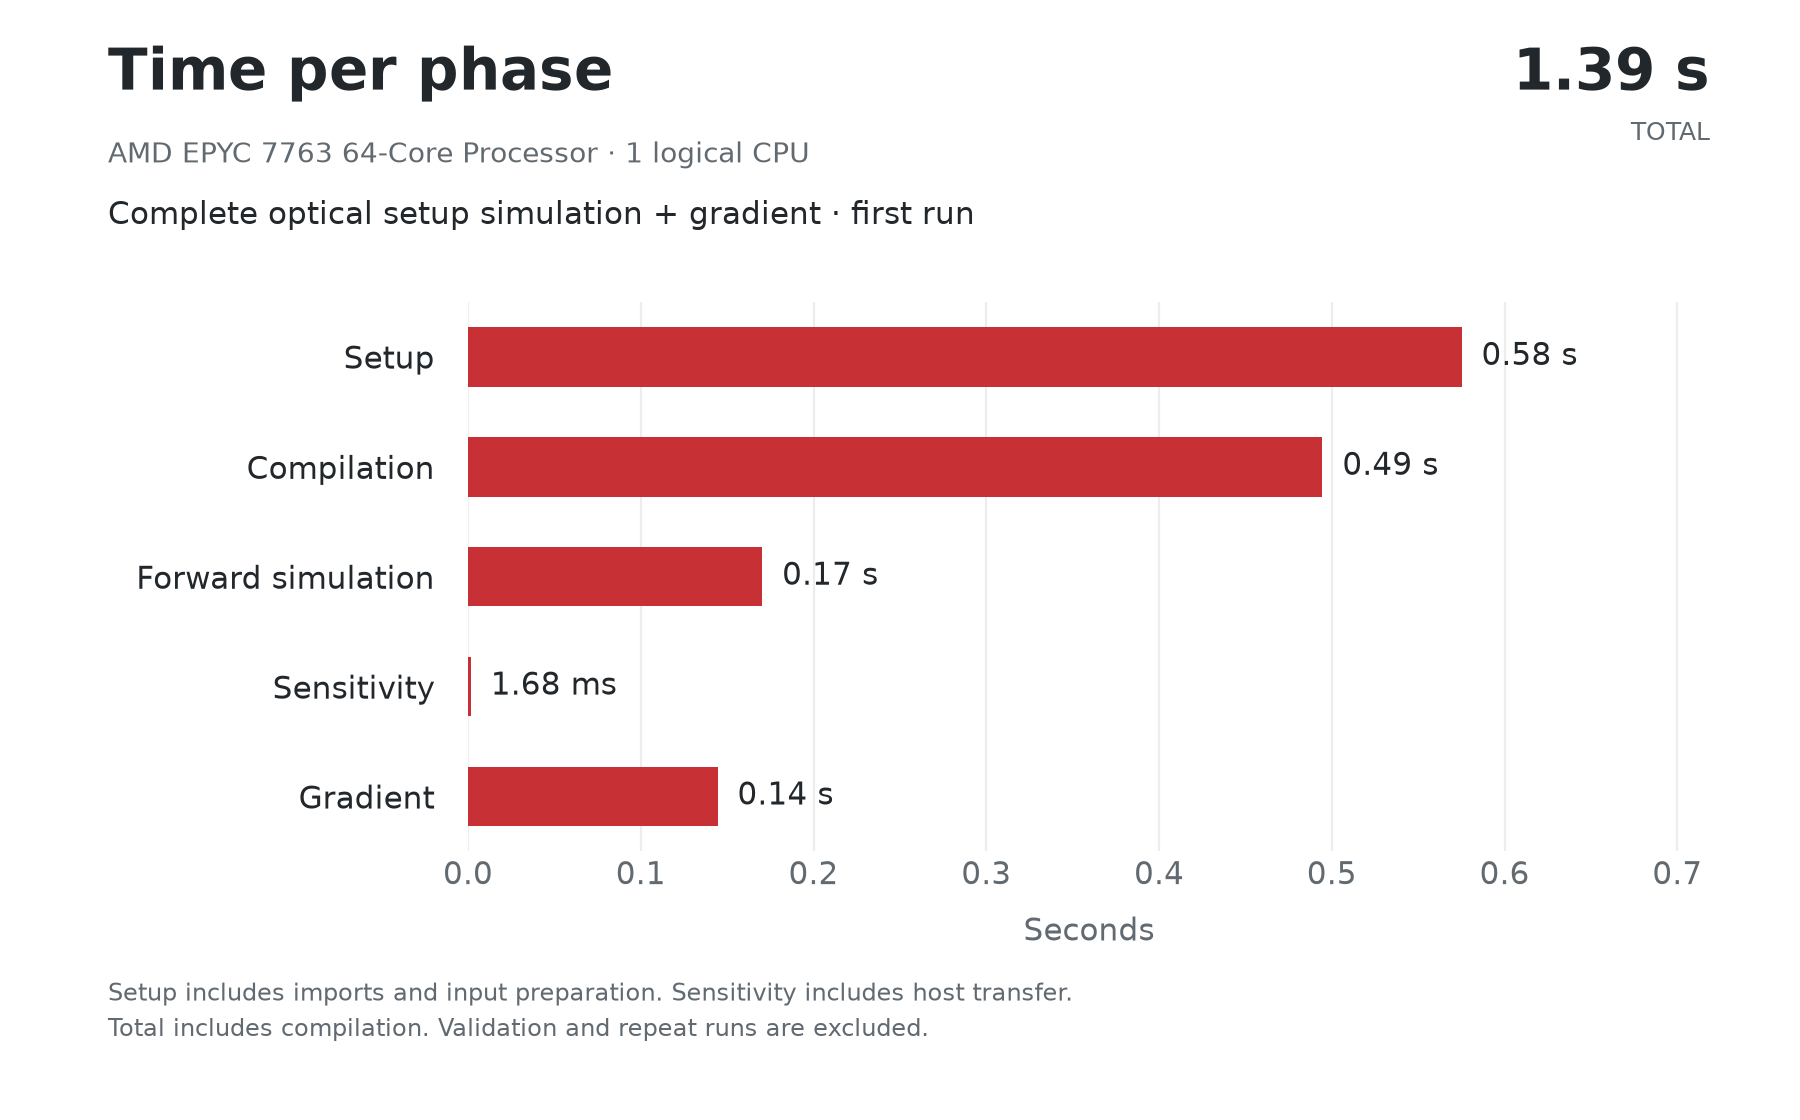 Time per phase
1.39 s
TOTAL
AMD EPYC 7763 64-Core Processor · 1 logical CPU
Complete optical setup simulation + gradient · first run
Setup
0.58 s
Compilation
0.49 s
Forward simulation
0.17 s
Sensitivity
1.68 ms
Gradient
0.14 s
0.0 0.1 0.2 0.3 0.4 0.5 0.6 0.7
Seconds
Setup includes imports and input preparation. Sensitivity includes host transfer.
Total includes compilation. Validation and repeat runs are excluded.